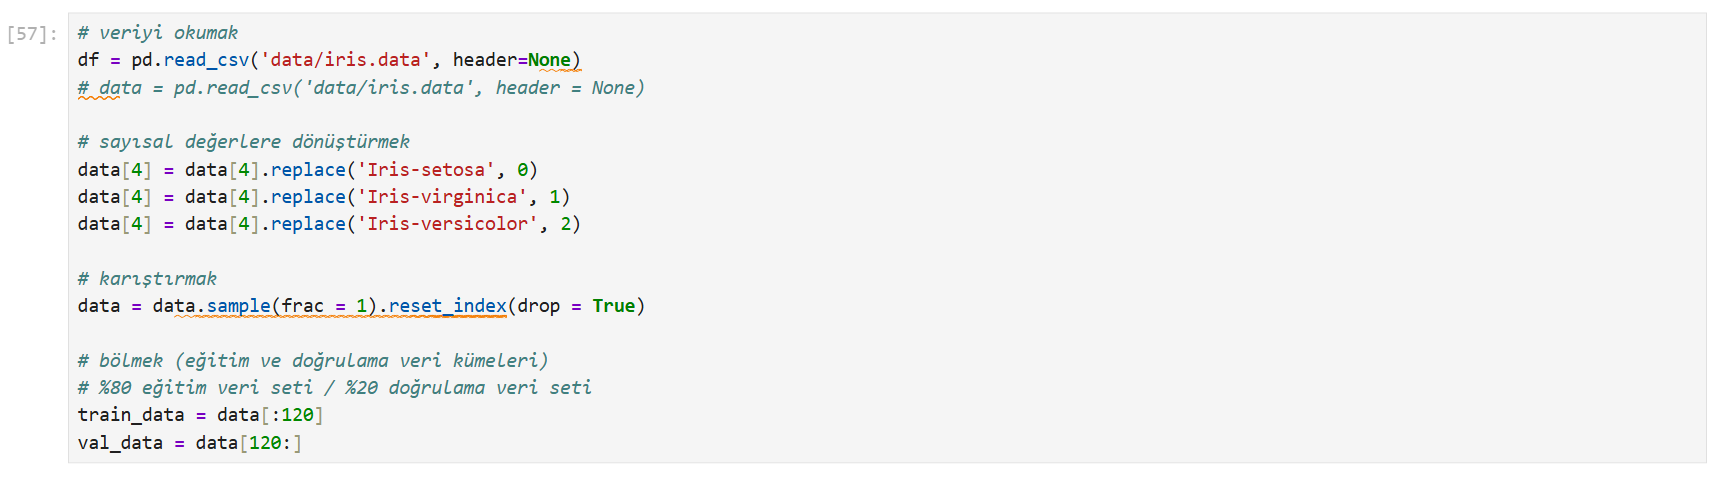 [57]:
# veriyi okumak
df = pd.read_csv('data/iris.data', header=None)
# data = pd.read_csv('data/iris.data', header = None)
# sayısal değerlere dönüştürmek
data[4] = data[4].replace('Iris-setosa', 0)
data[4] = data[4].replace('Iris-virginica', 1)
data[4] = data[4].replace('Iris-versicolor', 2)
# karıştırmak
data = data.sample(frac = 1).reset_index(drop = True)
# bölmek (eğitim ve doğrulama veri kümeleri)
# %80 eğitim veri seti / %20 doğrulama veri seti
train_data = data[:120]
val_data = data[120:]